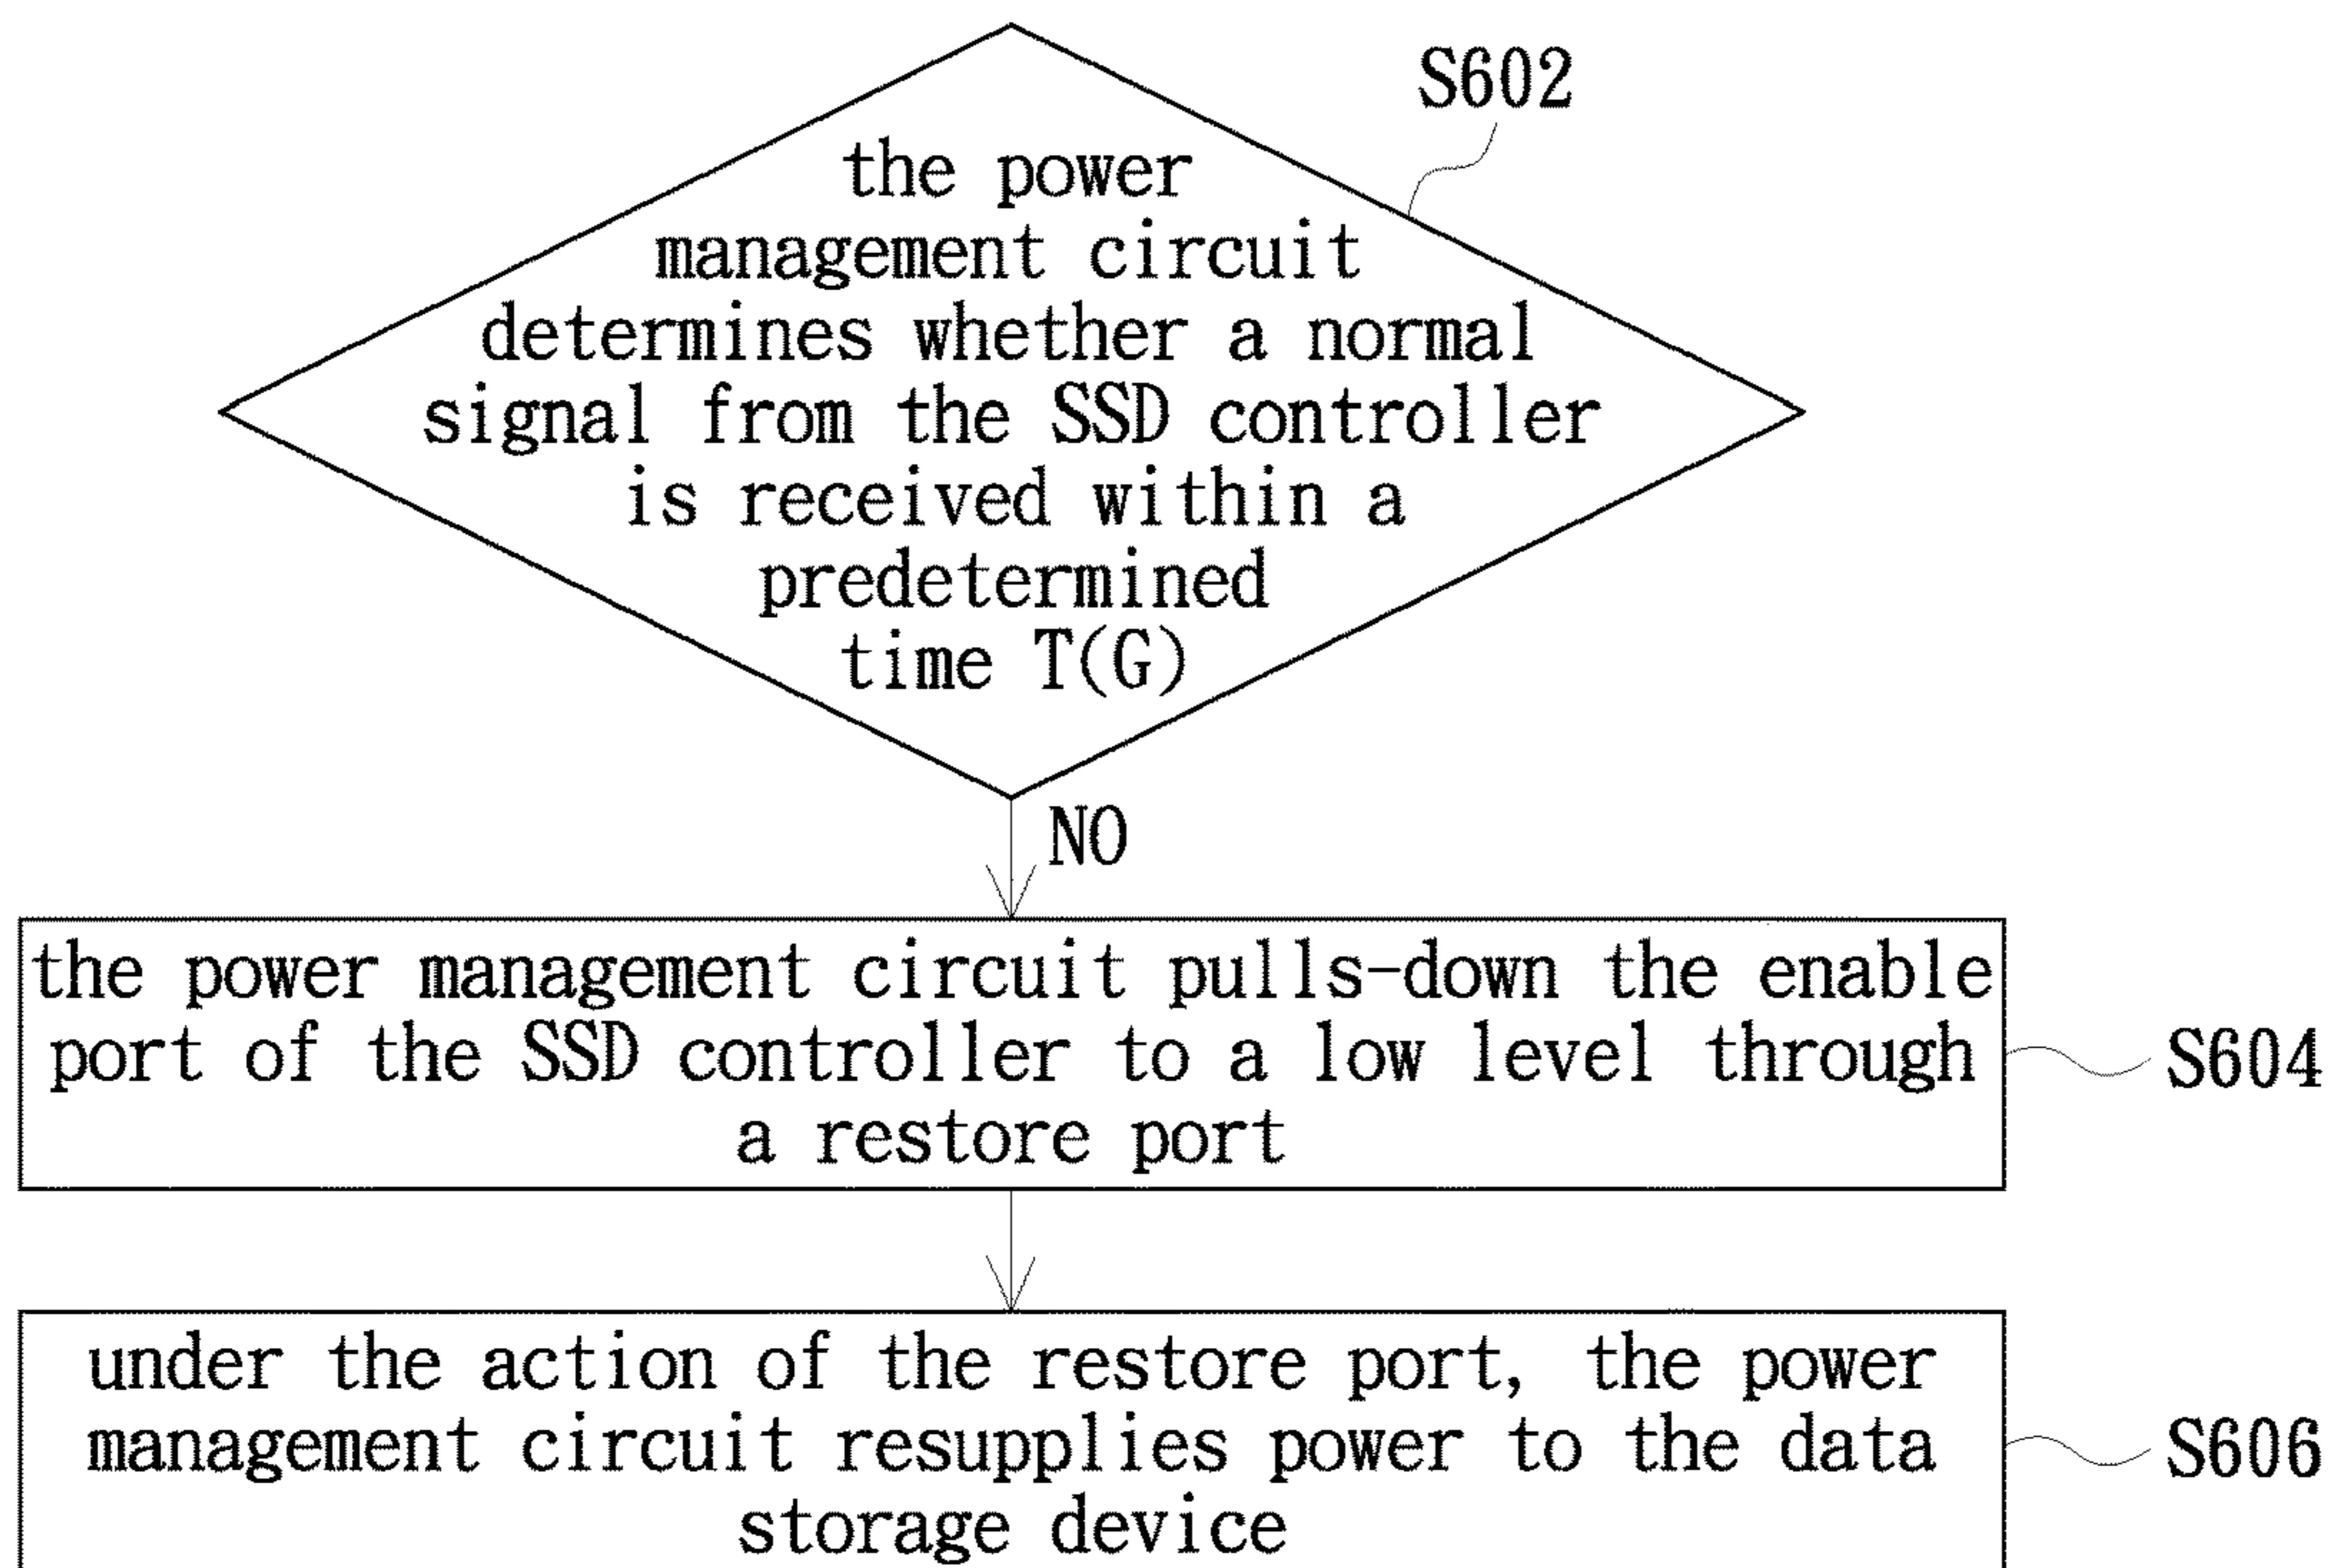 S602
the power
management circuit
determines whether a normal
signal from the SSD controller
is received within a
predetermined
time T(G)
NO
the power management circuit pulls-down the enable
port of the SSD controller to a low level through
a restore port
S604
under the action of the restore port, the power
management circuit resupplies power to the data
storage device
S606